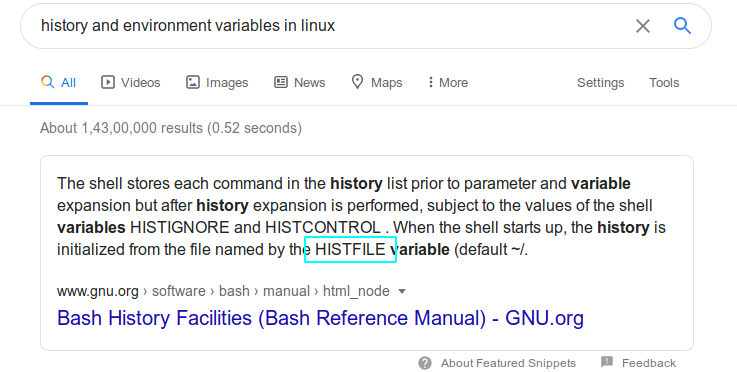 history and environment variables in linux
All Videos Images News Maps More Settings Tools
About 1,43,00,000 results (0.52 seconds)
The shell stores each command in the history list prior to parameter and variable
expansion but after history expansion is performed, subject to the values of the shell
variables HISTIGNORE and HISTCONTROL . When the shell starts up, the history is
initialized from the file named by the HISTFILE variable (default ~/.
www.gnu.org › software › bash › manual › html_node
Bash History Facilities (Bash Reference Manual) - GNU.org
About Featured Snippets Feedback